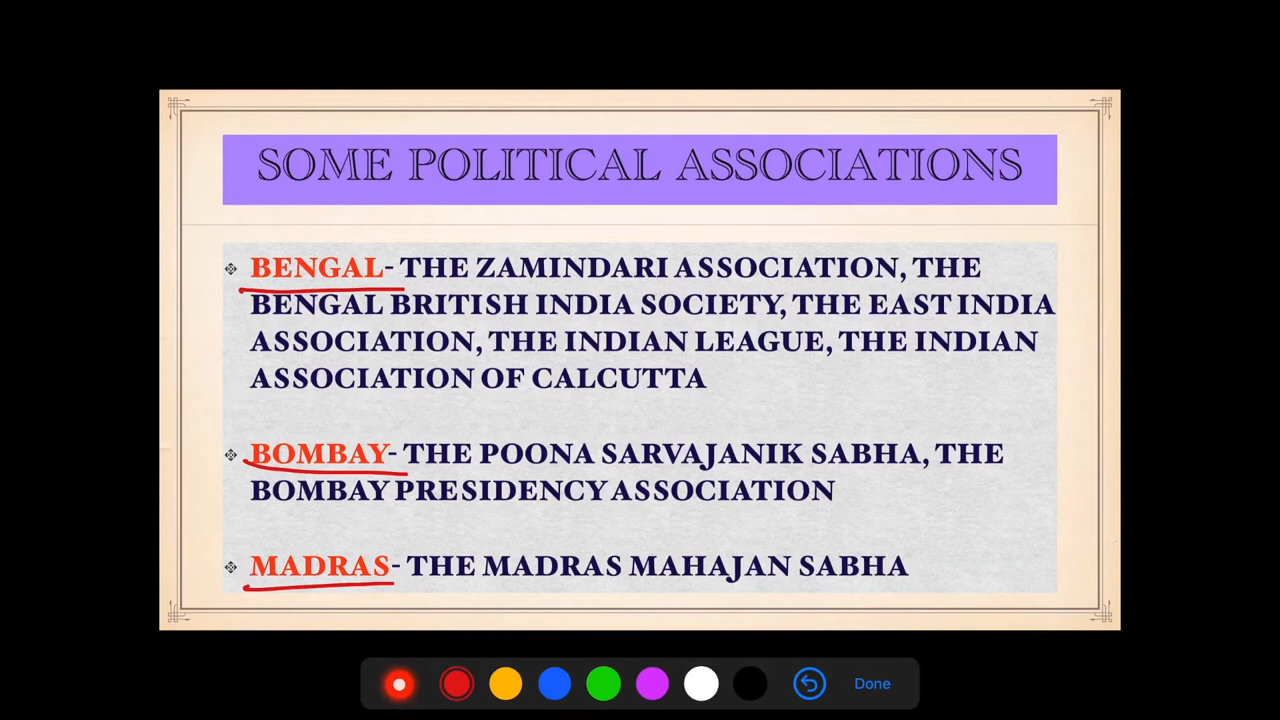 SOME POLITICAL ASSOCIATIONS
BENGAL- THE ZAMINDARI ASSOCIATION, THE
BENGAL BRITISH INDIA SOCIETY, THE EAST INDIA
ASSOCIATION, THE INDIAN LEAGUE, THE INDIAN
ASSOCIATION OF CALCUTTA
BOMBAY- THE POONA SARVAJANIK SABHA, THE
BOMBAY PRESIDENCY ASSOCIATION
MADRAS- THE MADRAS MAHAJAN SABHA
Done